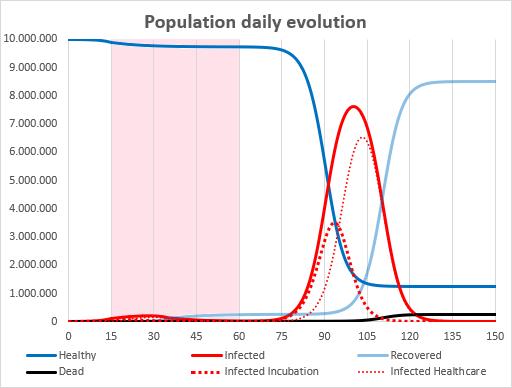 Population daily evolution
10.000.000
9.000.000
8.000.000
7.000.000
6.000.000
5.000.000
4.000.000
3.000.000
2.000.000
1.000.000
0
0 15 30 45 60 75 90 105 120 135 150
Healthy Infected Recovered
Dead Infected Incubation Infected Healthcare